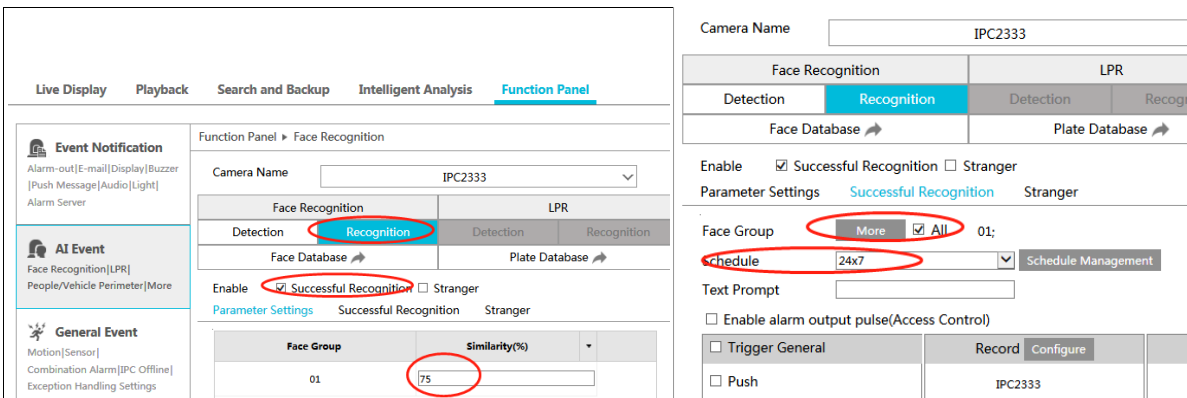 Live Display Playback Search and Backup Intelligent Analysis Function Panel
Event Notification
Alarm-out|E-mail|Display|Buzzer
|Push Message|Audio|Light|
Alarm Server
AI Event
Face Recognition|LPR|
People/Vehicle Perimeter|More
General Event
Motion|Sensor|
Combination Alarm|IPC Offline|
Exception Handling Settings
Function Panel Face Recognition
Camera Name IPC2333
Face Recognition LPR
Detection Recognition Detection Recognition
Face Database Plate Database
Enable Successful Recognition Stranger
Parameter Settings Successful Recognition Stranger
Face Group Similarity(%)
01 75
Camera Name IPC2333
Face Recognition LPR
Detection Recognition Detection Recog
Face Database Plate Database
Enable Successful Recognition Stranger
Parameter Settings Successful Recognition Stranger
Face Group More All 01;
Schedule 24x7 Schedule Management
Text Prompt
Enable alarm output pulse(Access Control)
Trigger General Record Configure
Push IPC2333